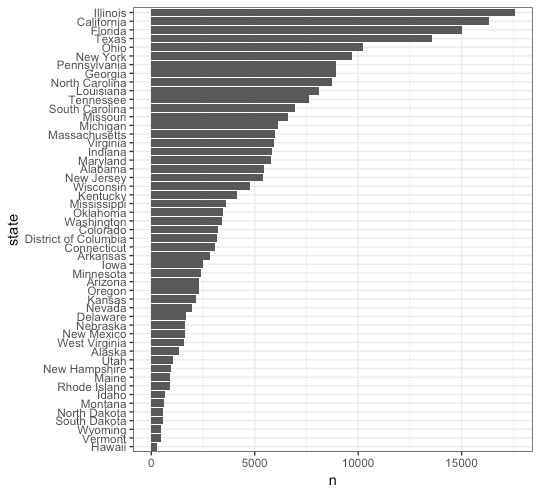 Illinois
California
Florida
Texas
Ohio
New York
Pennsylvania
Georgia
North Carolina
Louisiana
Tennessee
South Carolina
Missouri
Michigan
Massachusetts
Virginia
Indiana
Maryland
Alabama
New Jersey
Wisconsin
Kentucky
Mississippi
Oklahoma
Washington
Colorado
District of Columbia
Connecticut
Arkansas
Iowa
Minnesota
Arizona
Oregon
Kansas
Nevada
Delaware
Nebraska
New Mexico
West Virginia
Alaska
Utah
New Hampshire
Maine
Rhode Island
Idaho
Montana
North Dakota
South Dakota
Wyoming
Vermont
Hawaii
state
0 5000 10000 15000
n